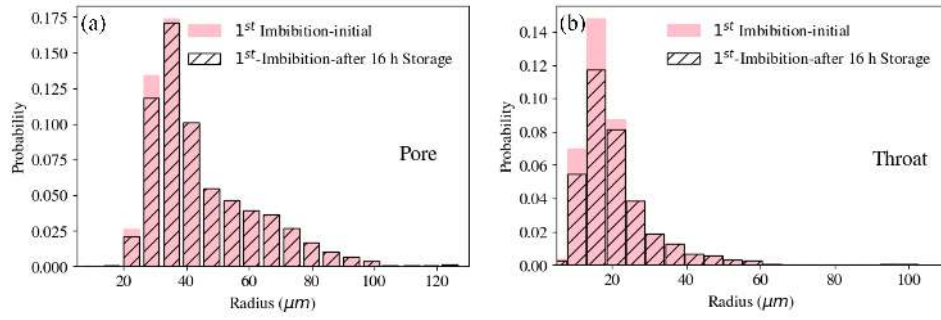 (a)
1st Imbibition-initial
1st-Imbibition-after 16 h Storage
Pore
Probability
0.175
0.150
0.125
0.100
0.075
0.050
0.025
0.000
20
40
60
80
100
120
Radius (μm)
(b)
1st Imbibition-initial
1st-Imbibition-after 16 h Storage
Throat
Probability
0.14
0.12
0.10
0.08
0.06
0.04
0.02
0.00
20
40
60
80
100
Radius (μm)